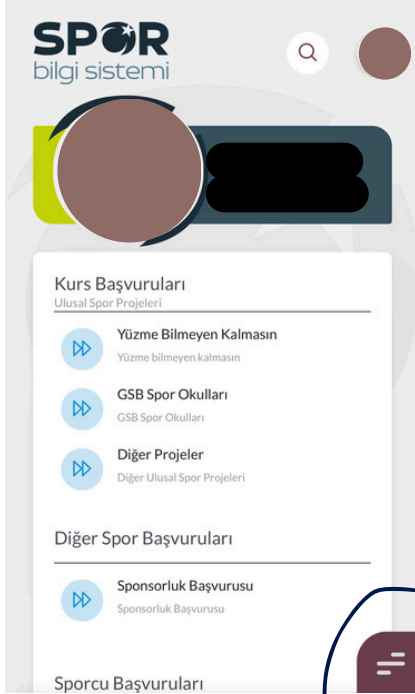 SPOR
bilgi sistemi
Kurs Başvuruları
Ulusal Spor Projeleri
Yüzme Bilmeyen Kalmasın
Yüzme bilmeyen kalmasın
GSB Spor Okulları
GSB Spor Okulları
Diğer Projeler
Diğer Ulusal Spor Projeleri
Diğer Spor Başvuruları
Sponsorluk Başvurusu
Sponsorluk Başvurusu
Sporcu Başvuruları